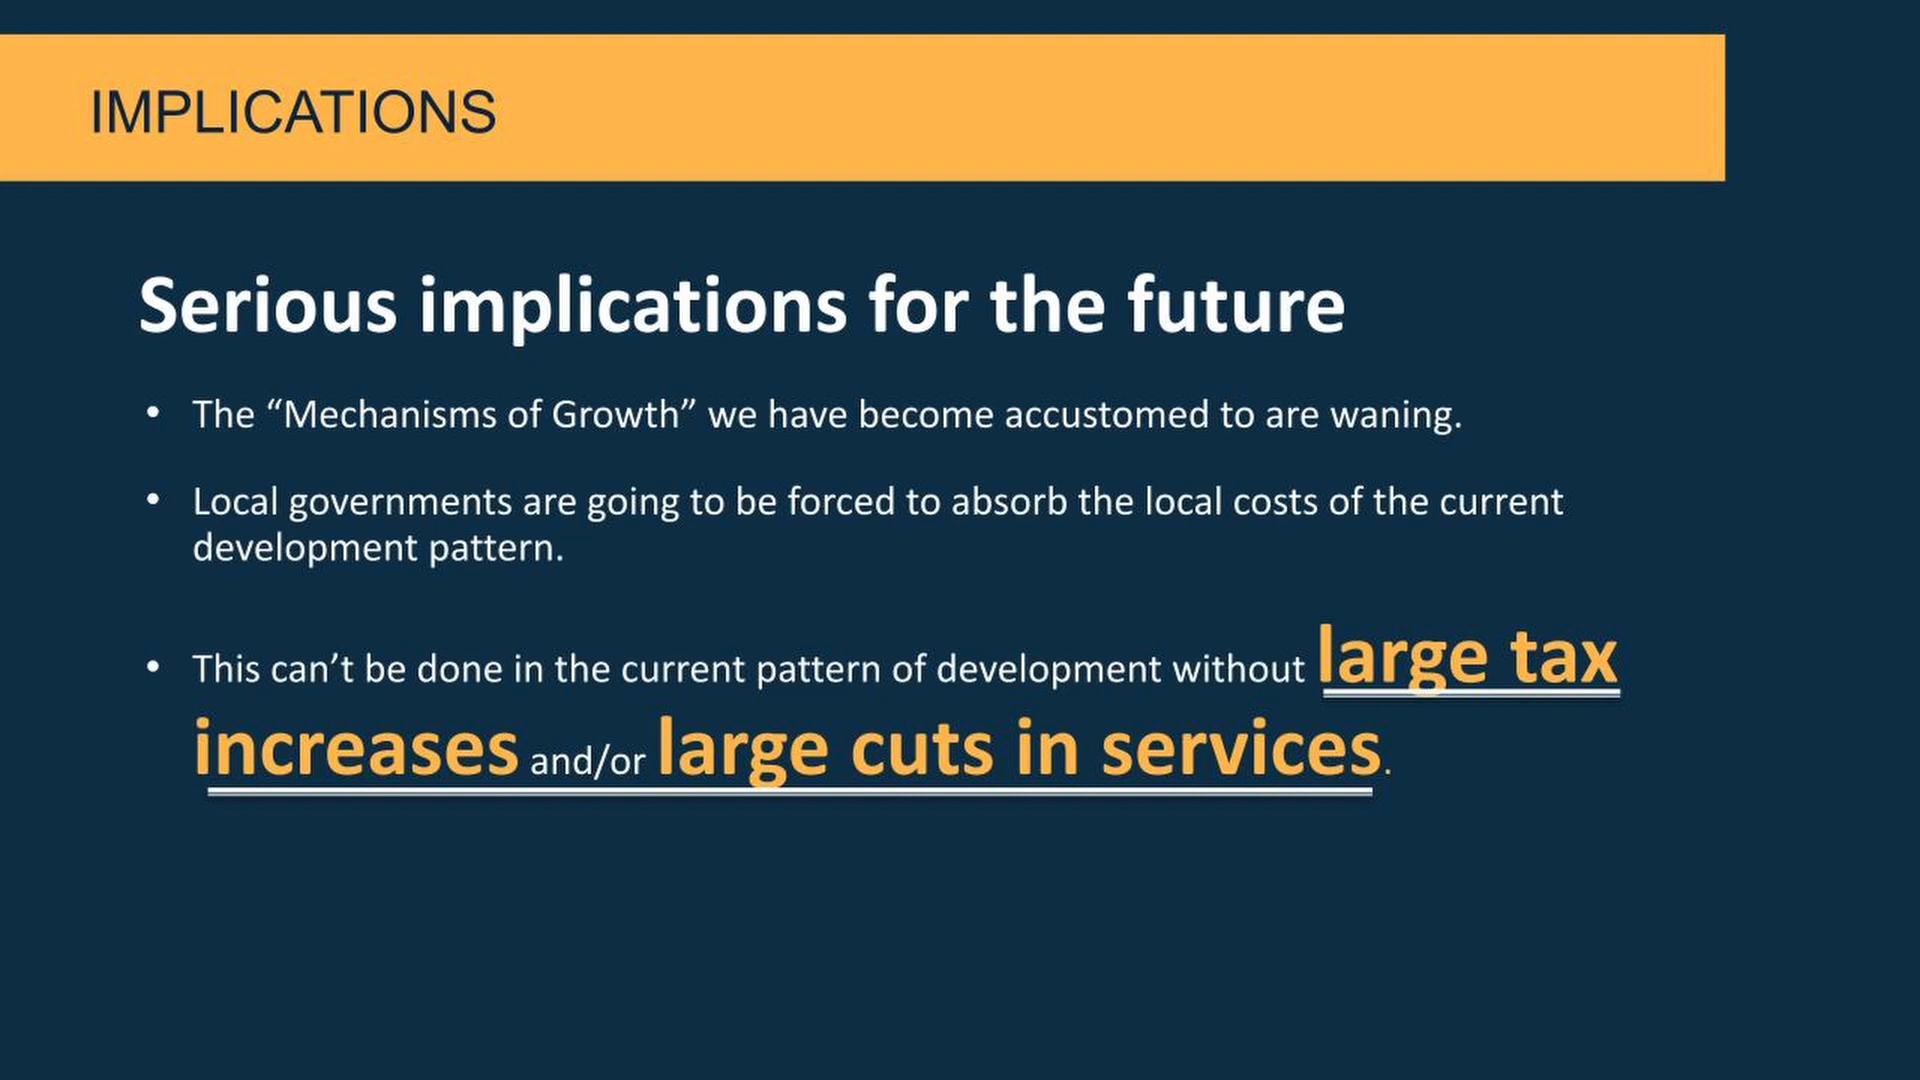 IMPLICATIONS
Serious implications for the future
• The “Mechanisms of Growth” we have become accustomed to are waning.
• Local governments are going to be forced to absorb the local costs of the current
development pattern.
• This can’t be done in the current pattern of development without large tax
increases and/or large cuts in services.